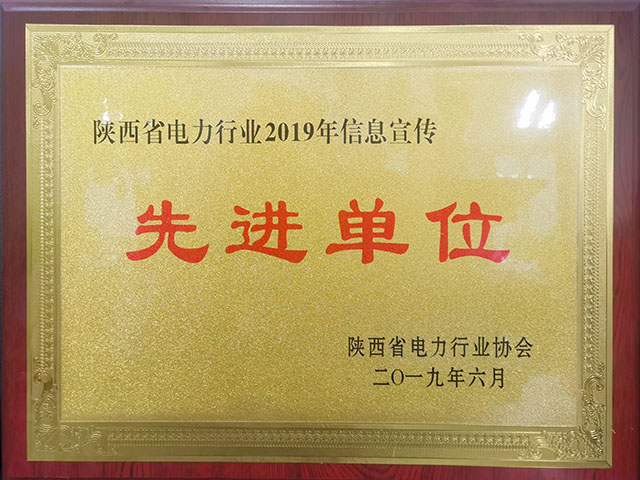 陕西省电力行业2019年信息宣传
先进单位
陕西省电力行业协会
二〇一九年六月